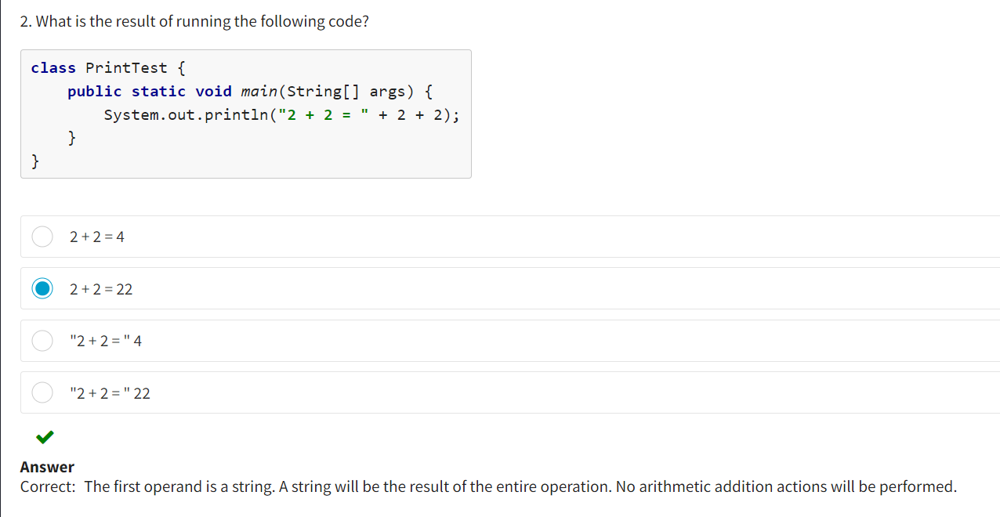 2. What is the result of running the following code?
class PrintTest {
    public static void main(String[] args) {
        System.out.println("2 + 2 = " + 2 + 2);
    }
}
2 + 2 = 4
2 + 2 = 22
"2 + 2 = " 4
"2 + 2 = " 22
Answer
Correct:  The first operand is a string. A string will be the result of the entire operation. No arithmetic addition actions will be performed.